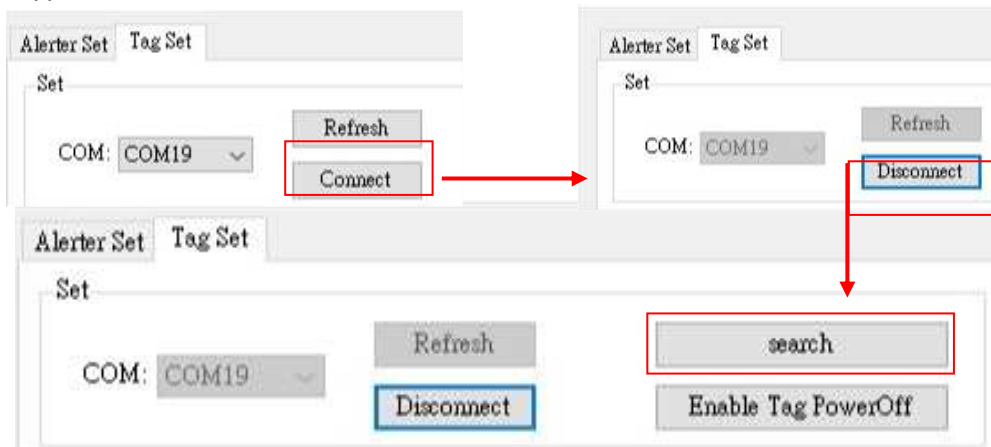 Alerter Set Tag Set
Set
Refresh
COM: COM19
Connect
Alerter Set Tag Set
Set
Refresh
COM: COM19
Disconnect
Alerter Set Tag Set
Set
Refresh search
COM: COM19
Disconnect Enable Tag PowerOff